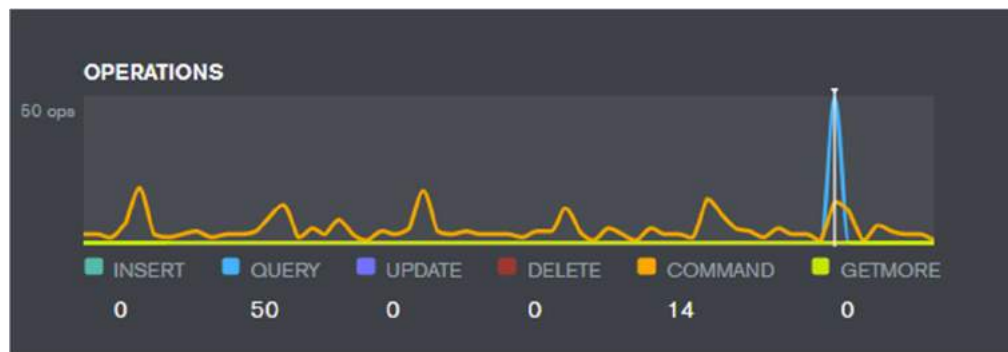 OPERATIONS
50 ops
INSERT QUERY UPDATE DELETE COMMAND GETMORE
0 50 0 0 14 0